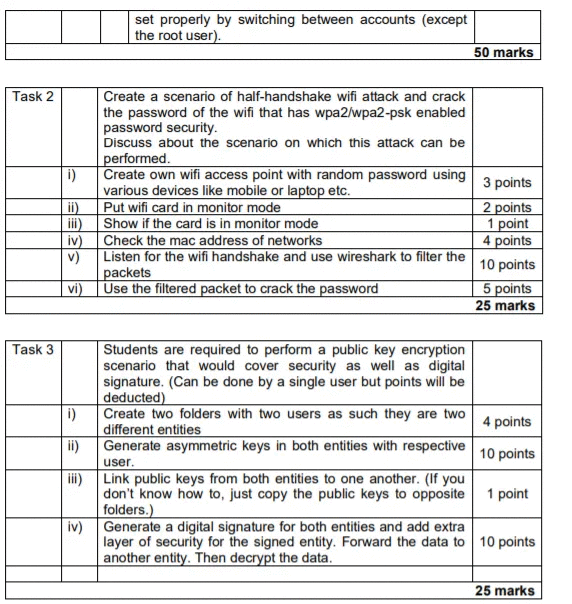 set properly by switching between accounts (except
the root user).
50 marks
Task 2
Create a scenario of half-handshake wifi attack and crack
the password of the wifi that has wpa2/wpa2-psk enabled
password security.
Discuss about the scenario on which this attack can be
performed.
i) Create own wifi access point with random password using
various devices like mobile or laptop etc.
3 points
ii) Put wifi card in monitor mode 2 points
iii) Show if the card is in monitor mode 1 point
iv) Check the mac address of networks 4 points
v) Listen for the wifi handshake and use wireshark to filter the
packets
10 points
vi) Use the filtered packet to crack the password 5 points
25 marks
Task 3
Students are required to perform a public key encryption
scenario that would cover security as well as digital
signature. (Can be done by a single user but points will be
deducted)
i) Create two folders with two users as such they are two
different entities
4 points
ii) Generate asymmetric keys in both entities with respective
user.
10 points
iii) Link public keys from both entities to one another. (If you
don't know how to, just copy the public keys to opposite
folders.)
1 point
iv) Generate a digital signature for both entities and add extra
layer of security for the signed entity. Forward the data to
another entity. Then decrypt the data.
10 points
25 marks